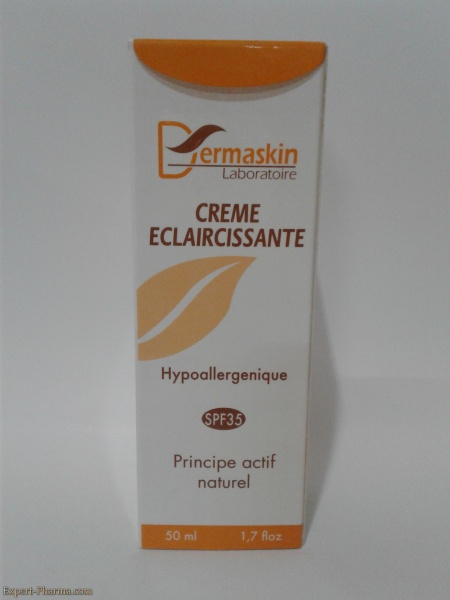 Dermaskin
Laboratoire
CREME
ECLAIRCISSANTE
Hypoallergenique
SPF35
Principe actif
naturel
50 ml 1,7 floz
Expert-Pharma.com